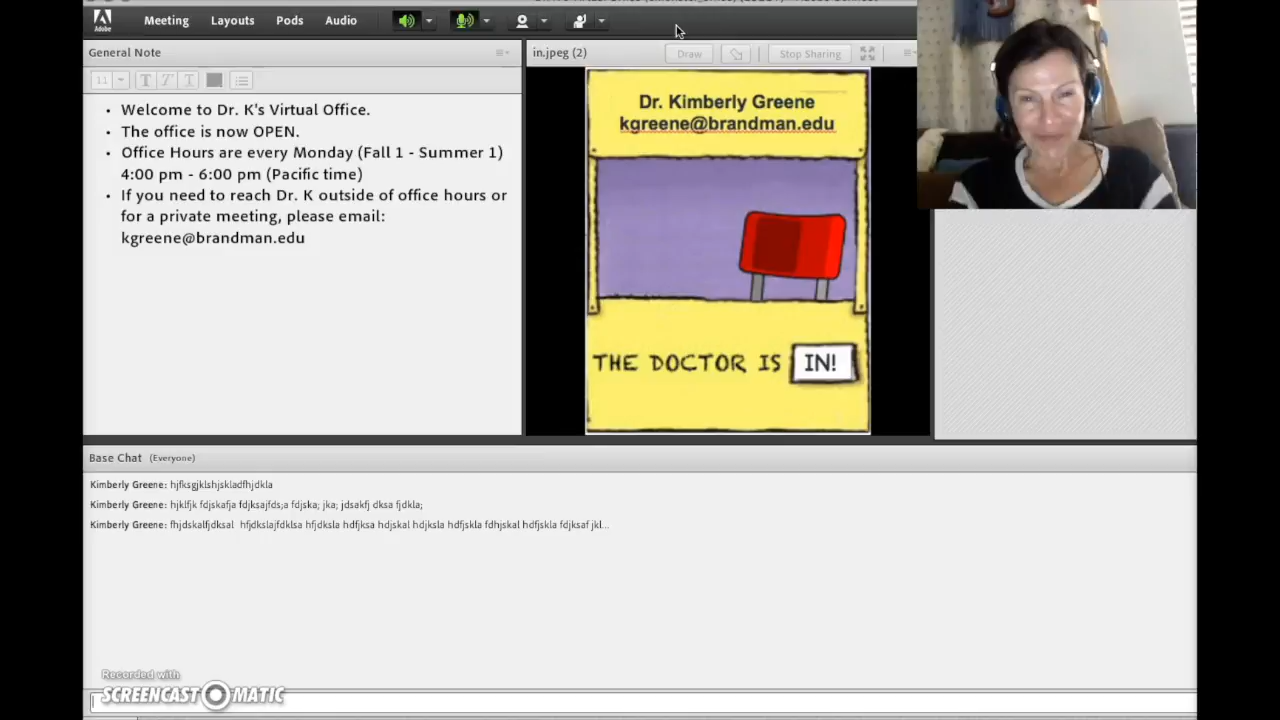 Adobe
Meeting Layouts Pods Audio
General Note
11 T T T
• Welcome to Dr. K's Virtual Office.
• The office is now OPEN.
• Office Hours are every Monday (Fall 1 - Summer 1)
4:00 pm - 6:00 pm (Pacific time)
• If you need to reach Dr. K outside of office hours or
for a private meeting, please email:
kgreene@brandman.edu
in.jpeg (2) Draw Stop Sharing
Dr. Kimberly Greene
kgreene@brandman.edu
THE DOCTOR IS IN!
Base Chat (Everyone)
Kimberly Greene: hjfksgjklshjskladfhjdkla
Kimberly Greene: hjklfjk fdjskafja fdjksajfds;a fdjska; jka; jdsakfj dksa fjdkla;
Kimberly Greene: fhjdskalfjdksal hfjdkslajfdklsa hfjdksla hdfjksa hdjskal hdjksla hdfjskla fdhjskal hdfjskla fdjksaf jkl...
Recorded with
SCREENCAST MATIC